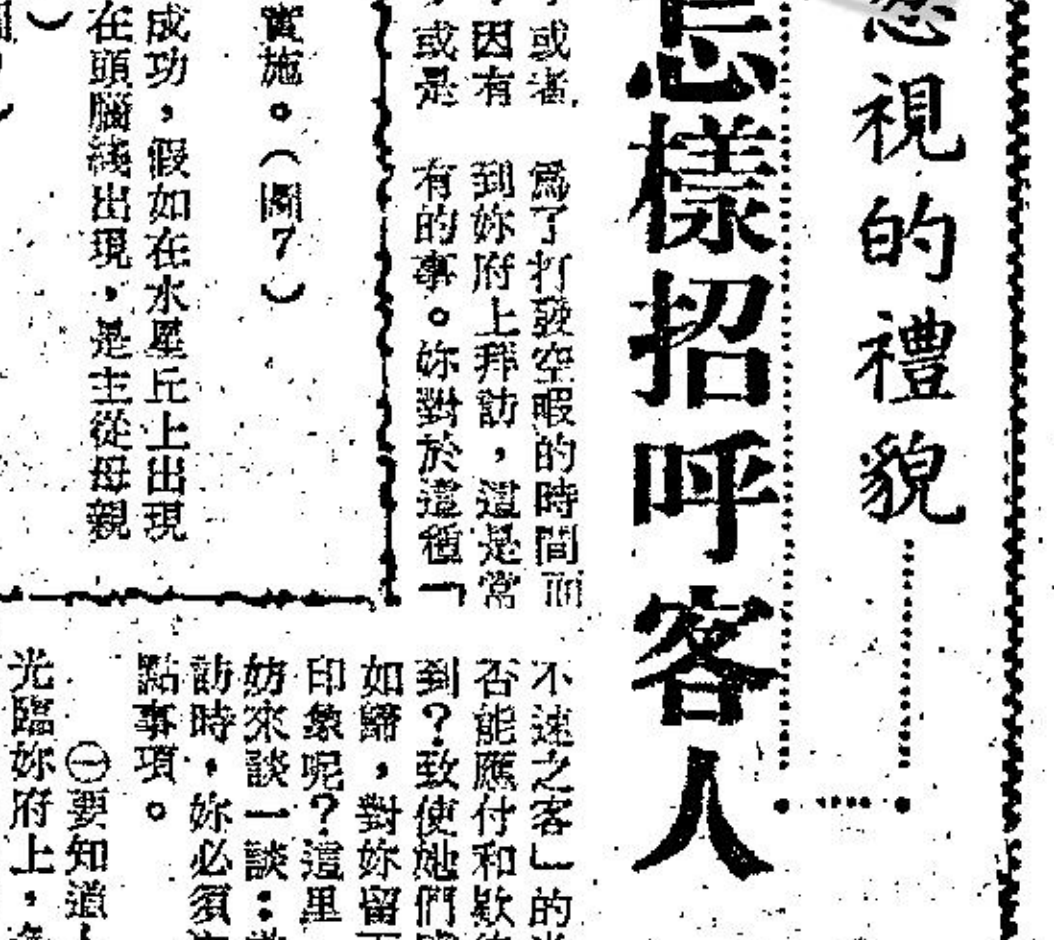 視的禮貌
怎樣招呼客人
或者
因有
或是
爲了打發空暇的時間而
到妳府上拜訪,這是常
有的事。妳對於這種「
不速之客」的
否能應付和欵
到?致使她們
如歸,對妳留
印象呢?這里
妨來談一談:
訪時,妳必須
點事項。
㊀要知道
光臨妳府上,
實施。(圖7)
成功,假如在水星丘上出現
在頭腦綫出現,是主從母親